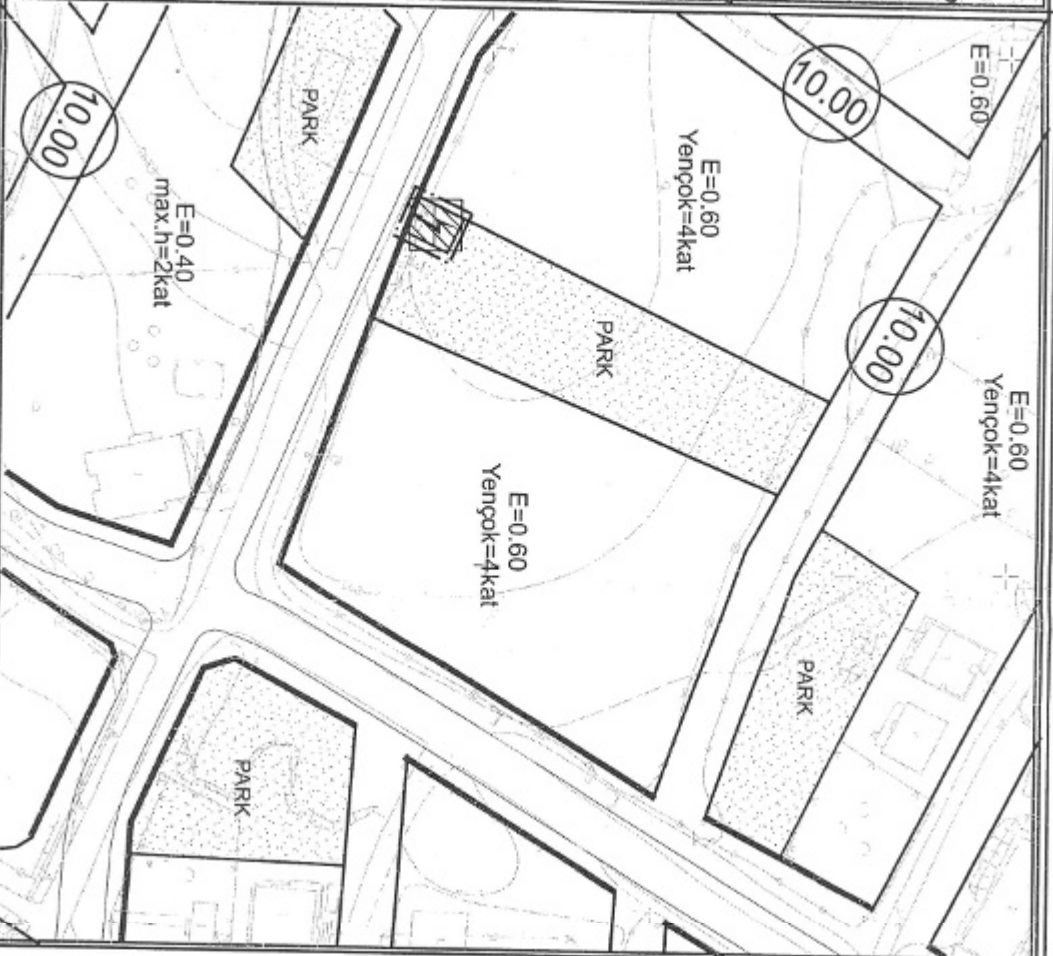 E=0.60
E=0.60
Yençok=4kat
10.00
10.00
PARK
E=0.60
Yençok=4kat
PARK
E=0.60
Yençok=4kat
PARK
PARK
E=0.40
max.h=2kat
10.00